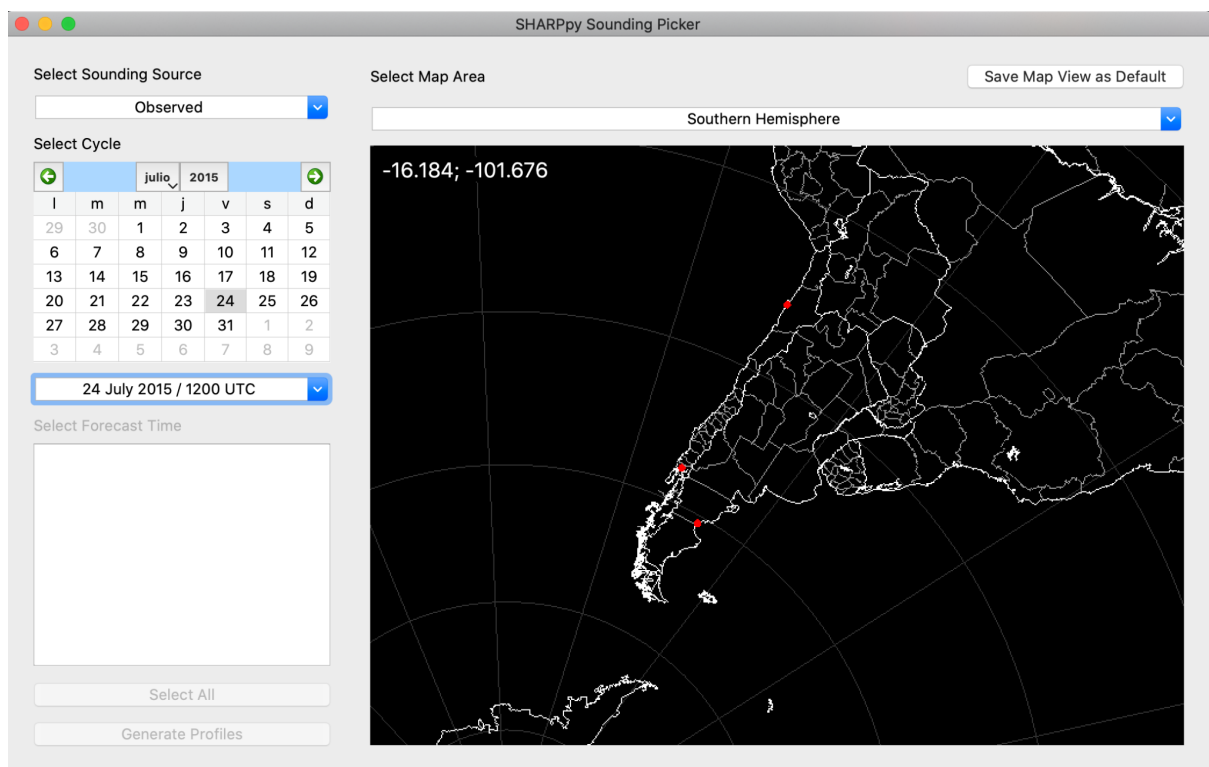 SHARPpy Sounding Picker
Select Sounding Source
Observed
Select Cycle
julio 2015
l m m j v s d
29 30 1 2 3 4 5
6 7 8 9 10 11 12
13 14 15 16 17 18 19
20 21 22 23 24 25 26
27 28 29 30 31 1 2
3 4 5 6 7 8 9
24 July 2015 / 1200 UTC
Select Forecast Time
Select All
Generate Profiles
Select Map Area
Save Map View as Default
Southern Hemisphere
-16.184; -101.676